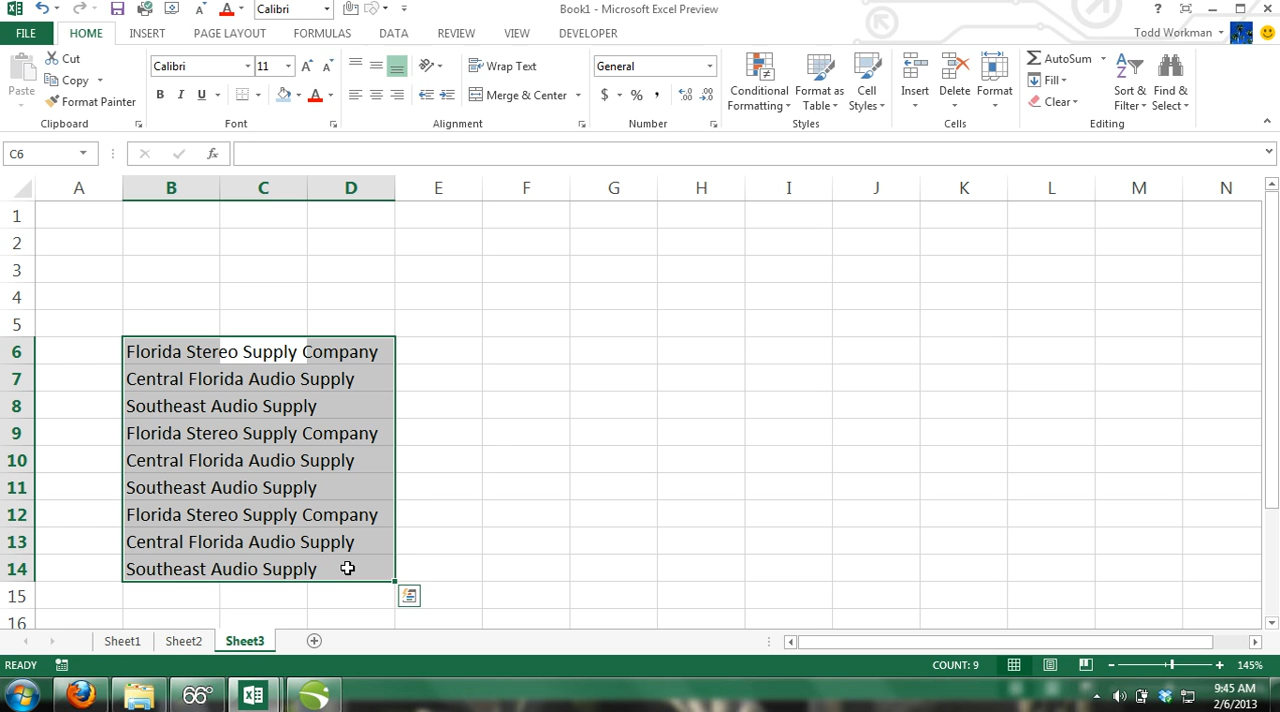 Calibri
Book1 - Microsoft Excel Preview
?
FILE HOME INSERT PAGE LAYOUT FORMULAS DATA REVIEW VIEW DEVELOPER Todd Workman
Paste
Cut
Copy
Format Painter
Clipboard
Calibri 11
B I U A
Font
Wrap Text
Merge & Center
Alignment
General
$ % ,
Number
Conditional Formatting
Format as Table
Cell Styles
Styles
Insert
Delete
Format
Cells
AutoSum
Fill
Clear
Sort & Filter
Find & Select
Editing
C6
fx
A B C D E F G H I J K L M N
1
2
3
4
5
6 Florida Stereo Supply Company
7 Central Florida Audio Supply
8 Southeast Audio Supply
9 Florida Stereo Supply Company
10 Central Florida Audio Supply
11 Southeast Audio Supply
12 Florida Stereo Supply Company
13 Central Florida Audio Supply
14 Southeast Audio Supply
15
16
Sheet1 Sheet2 Sheet3
READY COUNT: 9 145%
66° 9:45 AM
2/6/2013